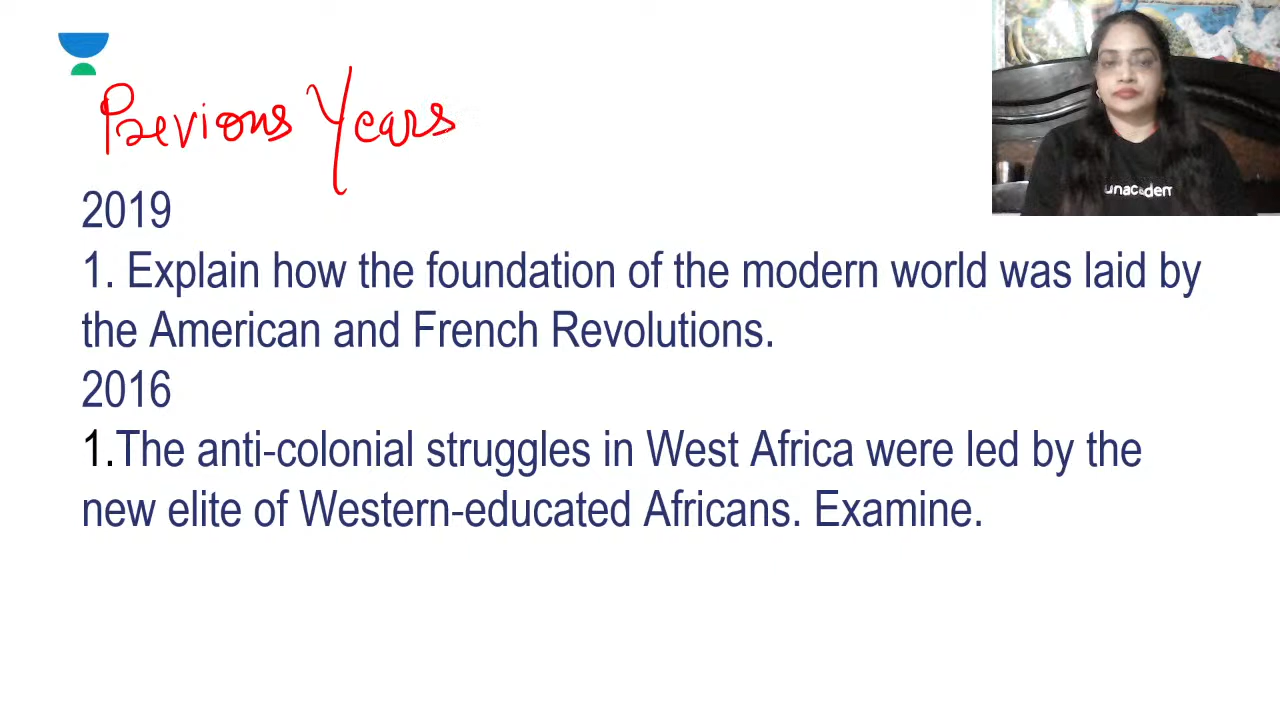 Previous Years
2019
1. Explain how the foundation of the modern world was laid by
the American and French Revolutions.
2016
1.The anti-colonial struggles in West Africa were led by the
new elite of Western-educated Africans. Examine.
unacadem